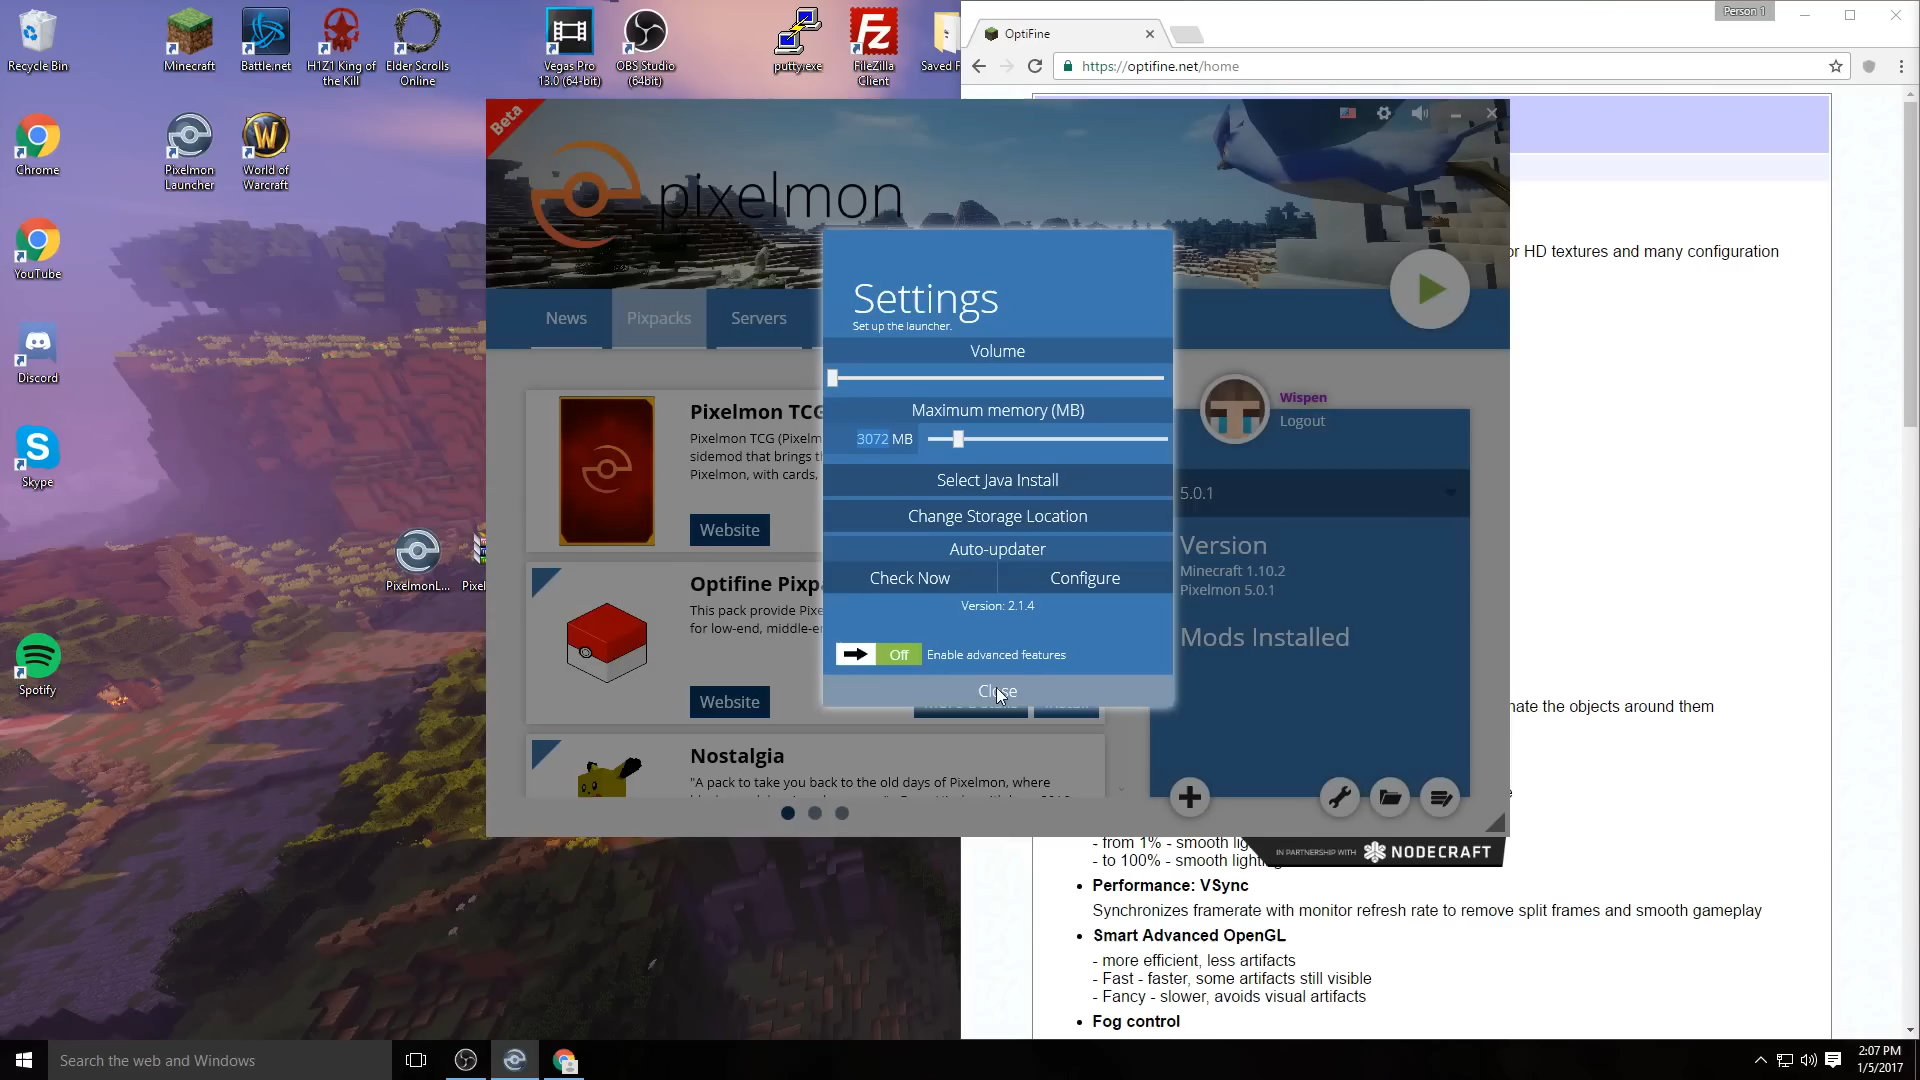 Recycle Bin
Minecraft
Battle.net
H1Z1 King of
the Kill
Elder Scrolls
Online
Vegas Pro
13.0 (64-bit)
OBS Studio
(64bit)
putty.exe
FileZilla
Client
Saved F
Chrome
Pixelmon
Launcher
World of
Warcraft
YouTube
Discord
Skype
PixelmonL...
Pixel
Spotify
Person 1
OptiFine
https://optifine.net/home
or HD textures and many configuration
nate the objects around them
e
- from 1% - smooth lig
- to 100% - smooth lighting
• Performance: VSync
Synchronizes framerate with monitor refresh rate to remove split frames and smooth gameplay
• Smart Advanced OpenGL
- more efficient, less artifacts
- Fast - faster, some artifacts still visible
- Fancy - slower, avoids visual artifacts
• Fog control
Beta
pixelmon
News
Pixpacks
Servers
Pixelmon TCG
Pixelmon TCG (Pixelm
sidemod that brings th
Pixelmon, with cards,
Website
Optifine Pixpa
This pack provide Pixe
for low-end, middle-e
Website
Nostalgia
"A pack to take you back to the old days of Pixelmon, where
Settings
Set up the launcher.
Volume
Maximum memory (MB)
3072 MB
Select Java Install
Change Storage Location
Auto-updater
Check Now
Configure
Version: 2.1.4
Off
Enable advanced features
Close
Wispen
Logout
5.0.1
Version
Minecraft 1.10.2
Pixelmon 5.0.1
Mods Installed
IN PARTNERSHIP WITH NODECRAFT
Search the web and Windows
2:07 PM
1/5/2017